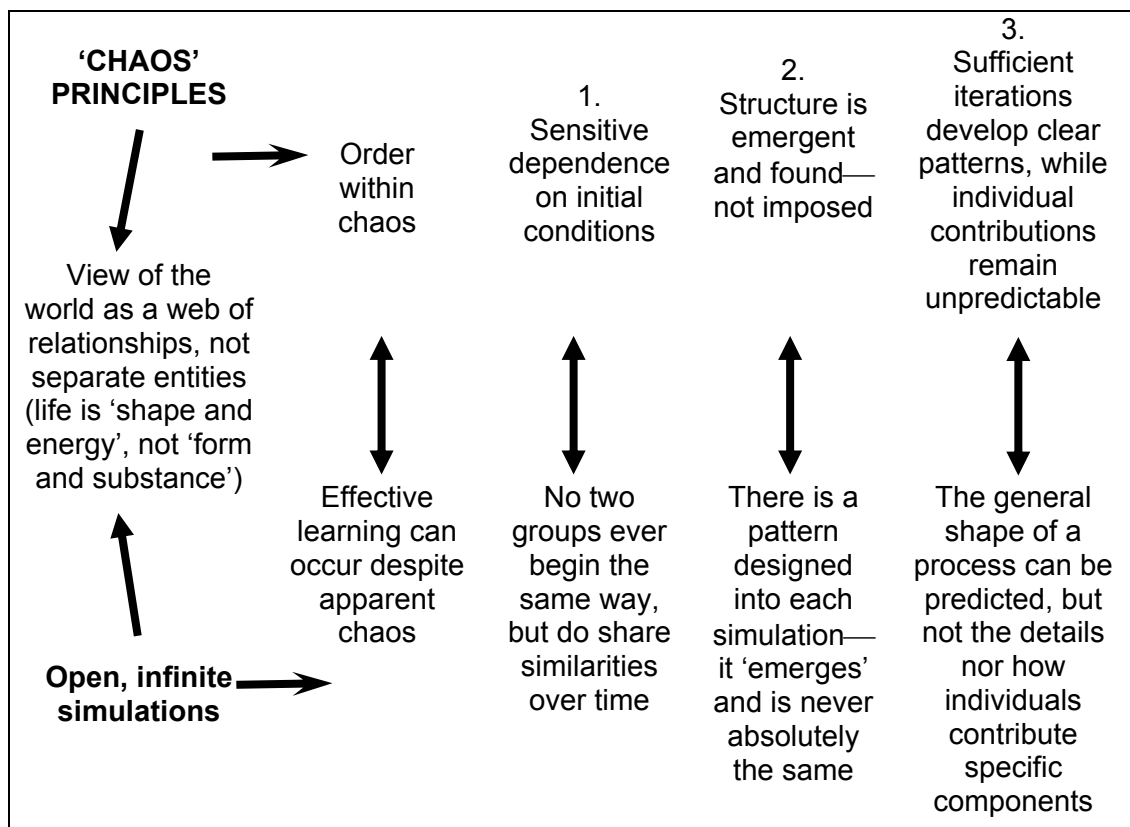 ‘CHAOS’
PRINCIPLES
Order
within
chaos
1.
Sensitive
dependence
on initial
conditions
2.
Structure is
emergent
and found—
not imposed
3.
Sufficient
iterations
develop clear
patterns, while
individual
contributions
remain
unpredictable
View of the
world as a web of
relationships, not
separate entities
(life is ‘shape and
energy’, not ‘form
and substance’)
Open, infinite
simulations
Effective
learning can
occur despite
apparent
chaos
No two
groups ever
begin the
same way,
but do share
similarities
over time
There is a
pattern
designed
into each
simulation—
it ‘emerges’
and is never
absolutely
the same
The general
shape of a
process can be
predicted, but
not the details
nor how
individuals
contribute
specific
components